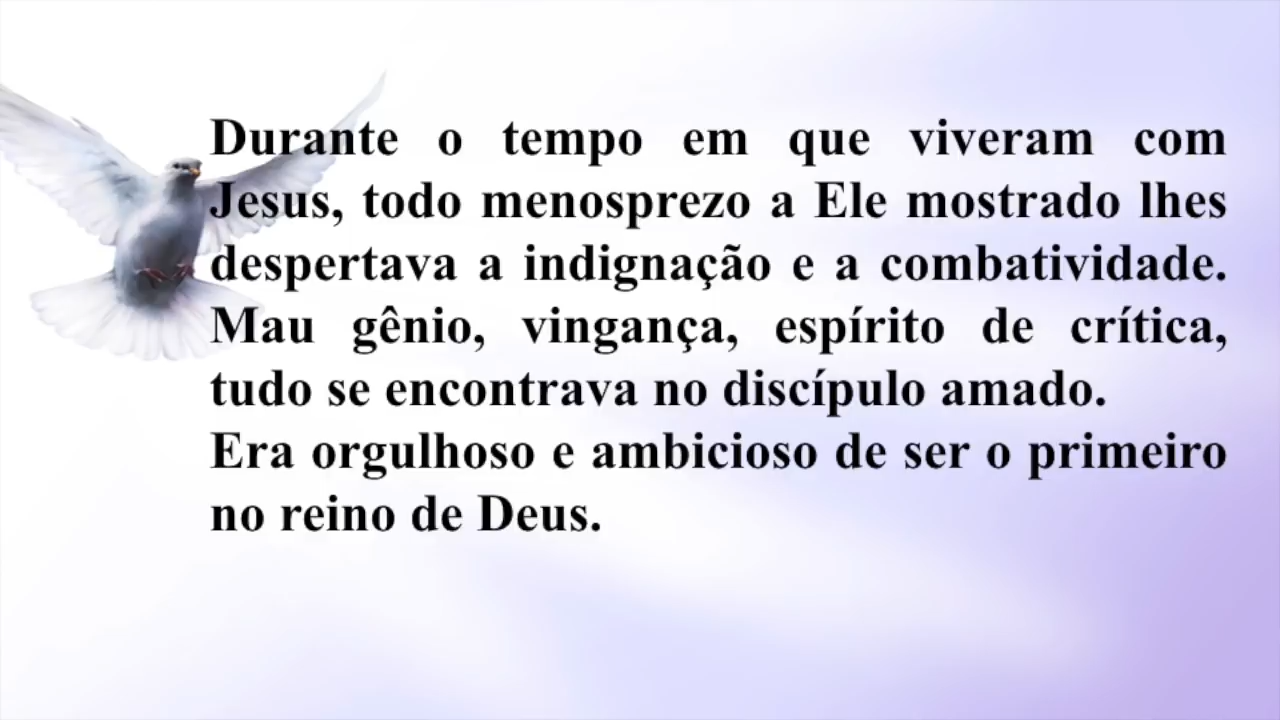 Durante o tempo em que viveram com
Jesus, todo menosprezo a Ele mostrado lhes
despertava a indignação e a combatividade.
Mau gênio, vingança, espírito de crítica,
tudo se encontrava no discípulo amado.
Era orgulhoso e ambicioso de ser o primeiro
no reino de Deus.